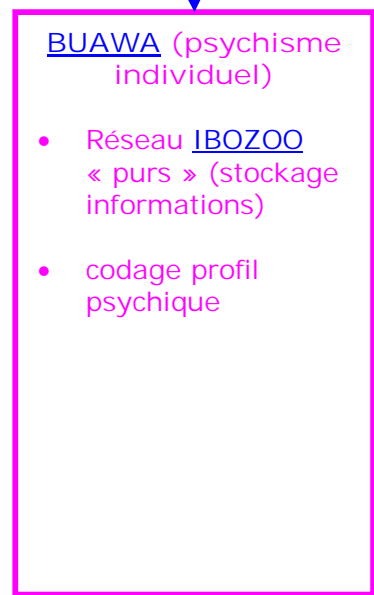 BUAWA (psychisme
individuel)
• Réseau IBOZOO
« purs » (stockage
informations)
• codage profil
psychique